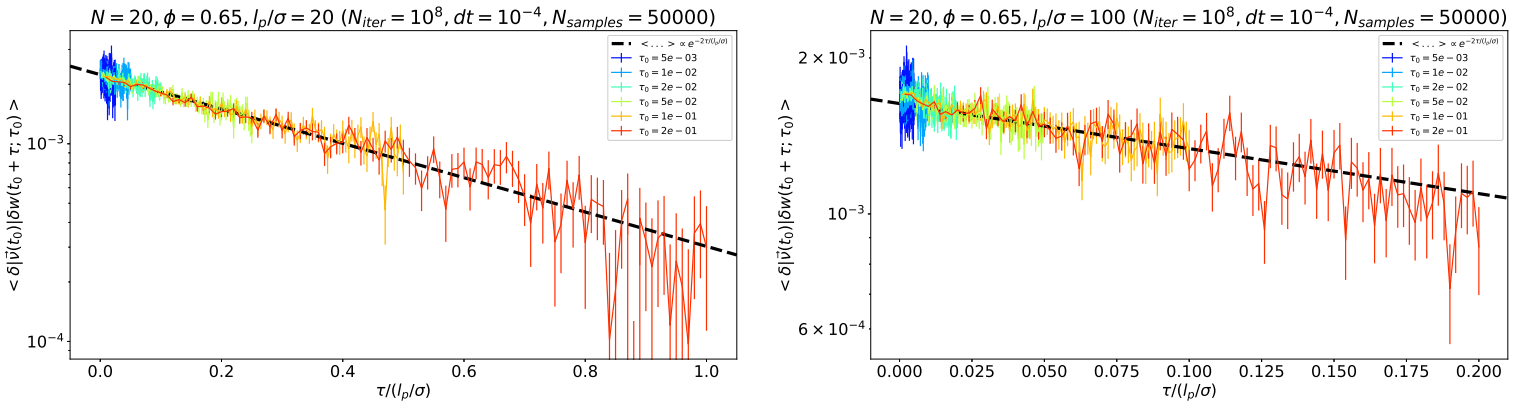 N = 20, ϕ = 0.65, l_p/σ = 20 (N_iter = 10^8, dt = 10^−4, N_samples = 50000)
< δ|ν⃗(t_0)|δw(t_0 + τ; τ_0) >
10^−3
10^−4
< ... > ∝ e^−2τ/(l_p/σ)
τ_0 = 5e − 03
τ_0 = 1e − 02
τ_0 = 2e − 02
τ_0 = 5e − 02
τ_0 = 1e − 01
τ_0 = 2e − 01
0.0 0.2 0.4 0.6 0.8 1.0
τ/(l_p/σ)
N = 20, ϕ = 0.65, l_p/σ = 100 (N_iter = 10^8, dt = 10^−4, N_samples = 50000)
< δ|ν⃗(t_0)|δw(t_0 + τ; τ_0) >
2 × 10^−3
10^−3
6 × 10^−4
< ... > ∝ e^−2τ/(l_p/σ)
τ_0 = 5e − 03
τ_0 = 1e − 02
τ_0 = 2e − 02
τ_0 = 5e − 02
τ_0 = 1e − 01
τ_0 = 2e − 01
0.000 0.025 0.050 0.075 0.100 0.125 0.150 0.175 0.200
τ/(l_p/σ)